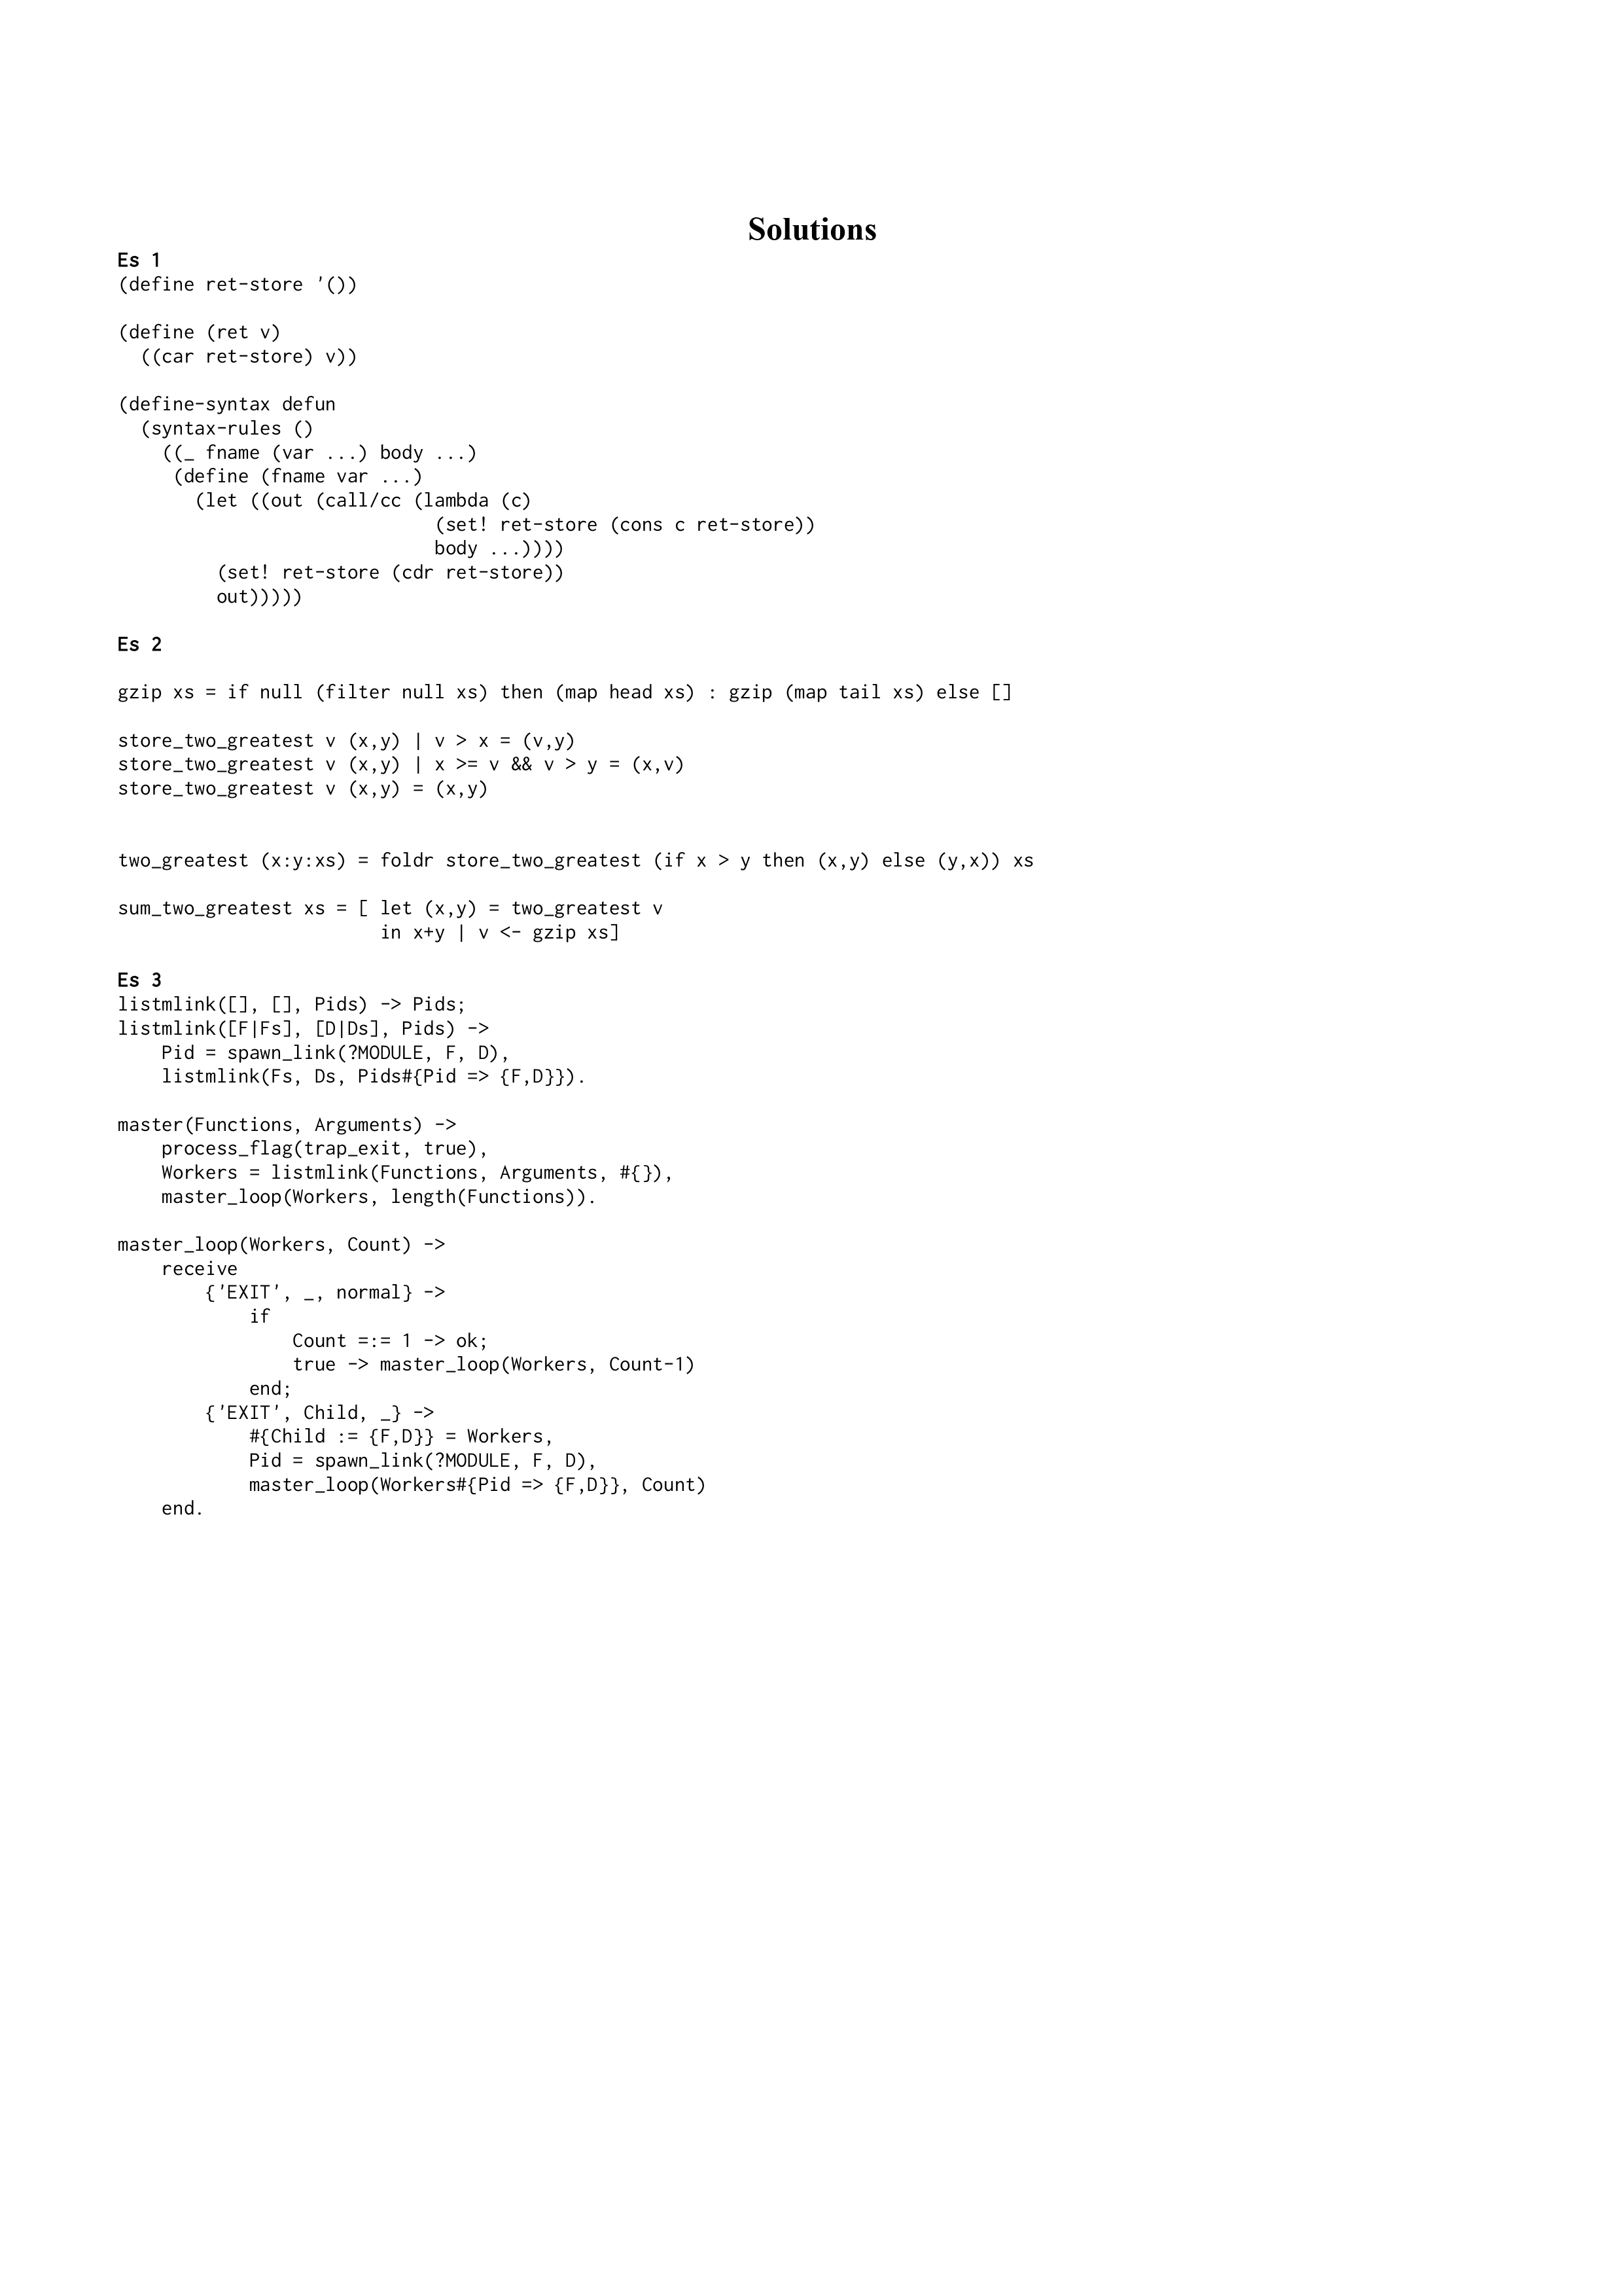 Solutions
Es 1
(define ret-store '())
(define (ret v)
  ((car ret-store) v))
(define-syntax defun
  (syntax-rules ()
    ((_ fname (var ...) body ...)
     (define (fname var ...)
       (let ((out (call/cc (lambda (c)
                             (set! ret-store (cons c ret-store))
                             body ...))))
         (set! ret-store (cdr ret-store))
         out)))))
Es 2
gzip xs = if null (filter null xs) then (map head xs) : gzip (map tail xs) else []
store_two_greatest v (x,y) | v > x = (v,y)
store_two_greatest v (x,y) | x >= v && v > y = (x,v)
store_two_greatest v (x,y) = (x,y)
two_greatest (x:y:xs) = foldr store_two_greatest (if x > y then (x,y) else (y,x)) xs
sum_two_greatest xs = [ let (x,y) = two_greatest v
                        in x+y | v <- gzip xs]
Es 3
listmlink([], [], Pids) -> Pids;
listmlink([F|Fs], [D|Ds], Pids) ->
    Pid = spawn_link(?MODULE, F, D),
    listmlink(Fs, Ds, Pids#{Pid => {F,D}}).
master(Functions, Arguments) ->
    process_flag(trap_exit, true),
    Workers = listmlink(Functions, Arguments, #{}),
    master_loop(Workers, length(Functions)).
master_loop(Workers, Count) ->
    receive
        {'EXIT', _, normal} ->
            if
                Count =:= 1 -> ok;
                true -> master_loop(Workers, Count-1)
            end;
        {'EXIT', Child, _} ->
            #{Child := {F,D}} = Workers,
            Pid = spawn_link(?MODULE, F, D),
            master_loop(Workers#{Pid => {F,D}}, Count)
    end.